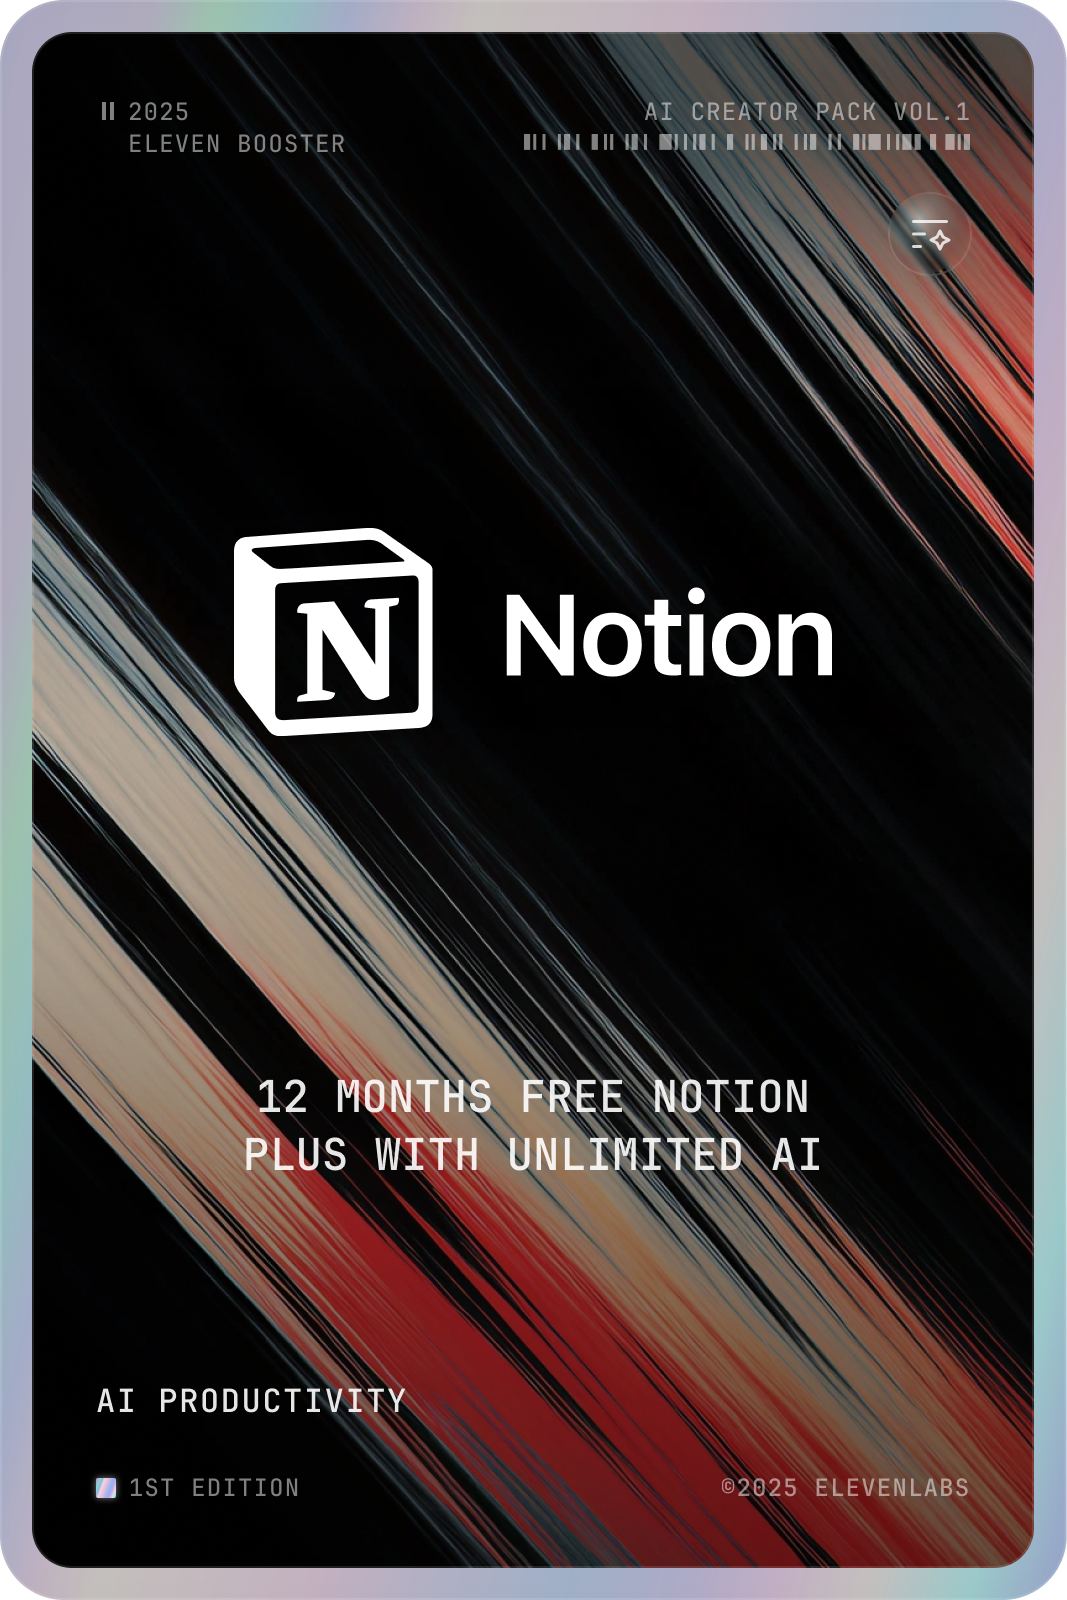 2025
ELEVEN BOOSTER
AI CREATOR PACK VOL.1
N Notion
12 MONTHS FREE NOTION
PLUS WITH UNLIMITED AI
AI PRODUCTIVITY
1ST EDITION
©2025 ELEVENLABS